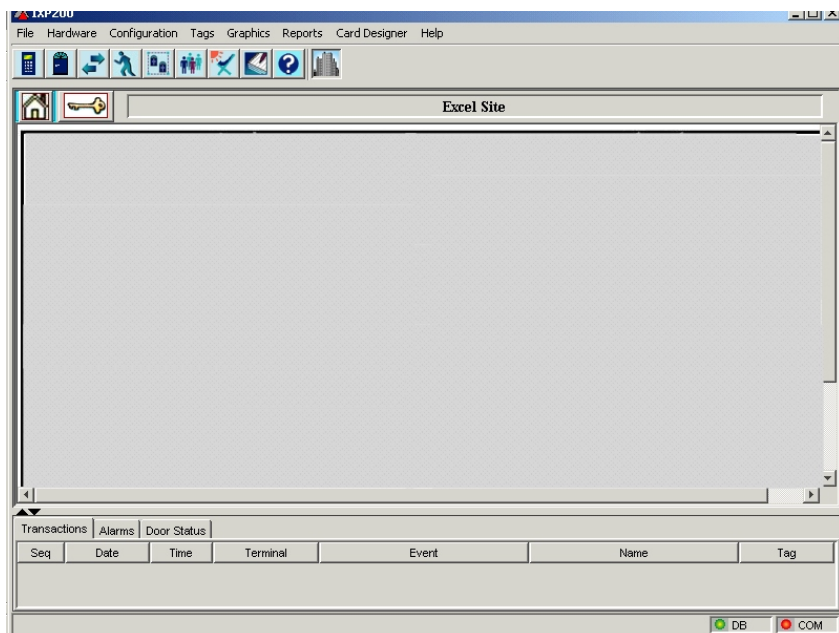 IXP200
File Hardware Configuration Tags Graphics Reports Card Designer Help
Excel Site
Transactions Alarms Door Status
Seq Date Time Terminal Event Name Tag
DB COM